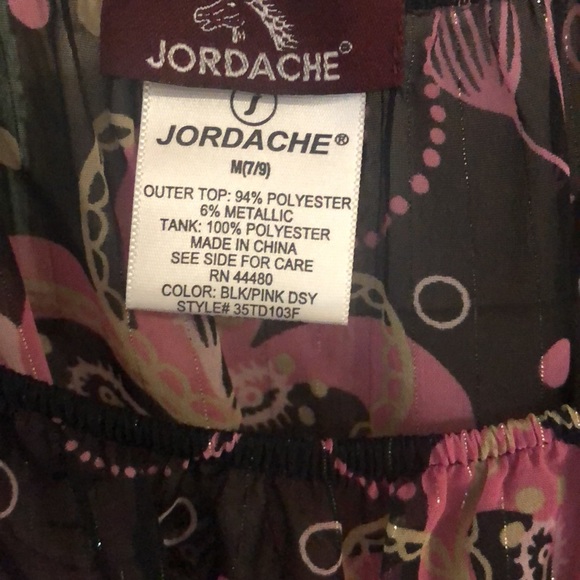 JORDACHE®
J
JORDACHE®
M(7/9)
OUTER TOP: 94% POLYESTER
6% METALLIC
TANK: 100% POLYESTER
MADE IN CHINA
SEE SIDE FOR CARE
RN 44480
COLOR: BLK/PINK DSY
STYLE# 35TD103F